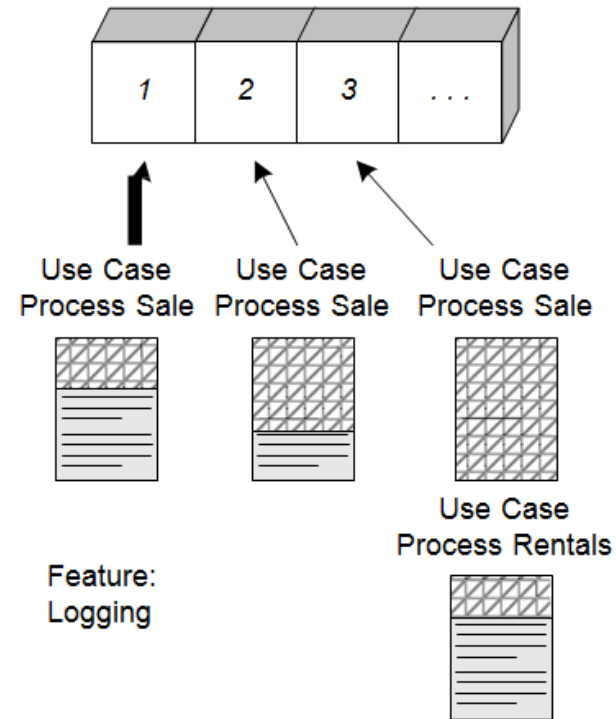 1 2 3 . . .
Use Case Use Case Use Case
Process Sale Process Sale Process Sale
Use Case
Process Rentals
Feature:
Logging